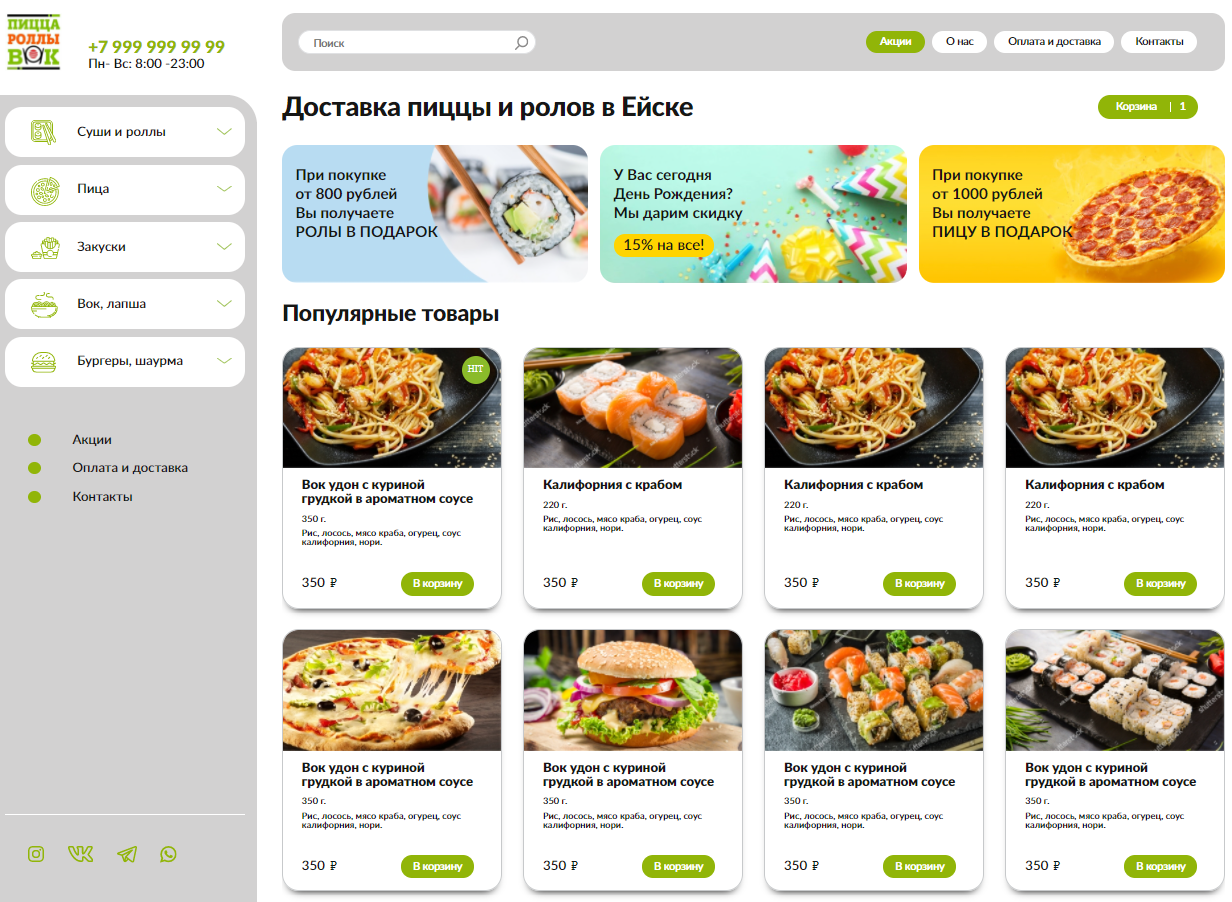 ПИЦЦА
РОЛЛЫ
ВОК
+7 999 999 99 99
Пн- Вс: 8:00 -23:00
Поиск
Акции
О нас
Оплата и доставка
Контакты
Суши и роллы
Пица
Закуски
Вок, лапша
Бургеры, шаурма
Акции
Оплата и доставка
Контакты
Доставка пиццы и ролов в Ейске
Корзина | 1
При покупке
от 800 рублей
Вы получаете
РОЛЫ В ПОДАРОК
У Вас сегодня
День Рождения?
Мы дарим скидку
15% на все!
При покупке
от 1000 рублей
Вы получаете
ПИЦУ В ПОДАРОК
Популярные товары
HIT
Вок удон с куриной
грудкой в ароматном соусе
350 г.
Рис, лосось, мясо краба, огурец, соус
калифорния, нори.
350 ₽
В корзину
Калифорния с крабом
220 г.
Рис, лосось, мясо краба, огурец, соус
калифорния, нори.
350 ₽
В корзину
Калифорния с крабом
220 г.
Рис, лосось, мясо краба, огурец, соус
калифорния, нори.
350 ₽
В корзину
Калифорния с крабом
220 г.
Рис, лосось, мясо краба, огурец, соус
калифорния, нори.
350 ₽
В корзину
Вок удон с куриной
грудкой в ароматном соусе
350 г.
Рис, лосось, мясо краба, огурец, соус
калифорния, нори.
350 ₽
В корзину
Вок удон с куриной
грудкой в ароматном соусе
350 г.
Рис, лосось, мясо краба, огурец, соус
калифорния, нори.
350 ₽
В корзину
Вок удон с куриной
грудкой в ароматном соусе
350 г.
Рис, лосось, мясо краба, огурец, соус
калифорния, нори.
350 ₽
В корзину
Вок удон с куриной
грудкой в ароматном соусе
350 г.
Рис, лосось, мясо краба, огурец, соус
калифорния, нори.
350 ₽
В корзину